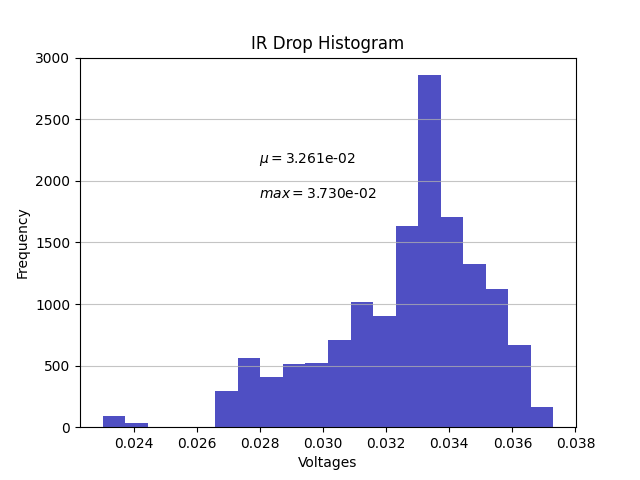 IR Drop Histogram
3000
2500
2000
1500
1000
500
0
Frequency
μ = 3.261e-02
max = 3.730e-02
0.024 0.026 0.028 0.030 0.032 0.034 0.036 0.038
Voltages